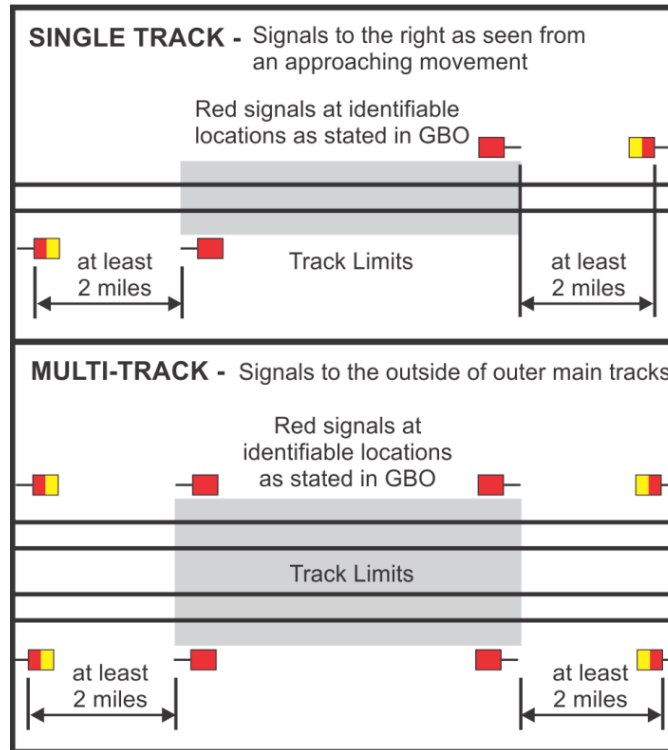 SINGLE TRACK - Signals to the right as seen from
an approaching movement
Red signals at identifiable
locations as stated in GBO
at least
2 miles
Track Limits
at least
2 miles
MULTI-TRACK - Signals to the outside of outer main tracks
Red signals at
identifiable locations
as stated in GBO
Track Limits
at least
2 miles
at least
2 miles